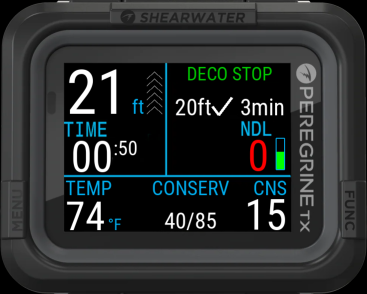 SHEARWATER
21 ft
DECO STOP
20ft✓ 3min
TIME
00:50
NDL
0
TEMP CONSERV CNS
74°F 40/85 15
MENU
FUNC
PEREGRINE TX